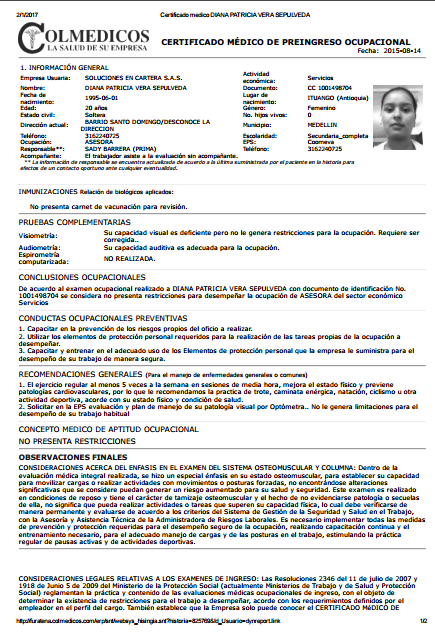 2/1/2017 Certificado medico DIANA PATRICIA VERA SEPULVEDA
COLMEDICOS
LA SALUD DE SU EMPRESA
CERTIFICADO MÉDICO DE PREINGRESO OCUPACIONAL
Fecha: 2015-08-14
1. INFORMACIÓN GENERAL
Empresa Usuaria: SOLUCIONES EN CARTERA S.A.S. Actividad económica: Servicios
Nombre: DIANA PATRICIA VERA SEPULVEDA Documento: CC 1001498704
Fecha de nacimiento: 1995-06-01 Lugar de nacimiento: ITUANGO (Antioquia)
Edad: 20 años Género: Femenino
Estado civil: Soltera No. hijos vivos: 0
Dirección actual: BARRIO SANTO DOMINGO/DESCONOCE LA DIRECCION Municipio: MEDELLIN
Teléfono: 3162240725 Escolaridad: Secundaria_completa
Ocupación: ASESORA EPS: Coomeva
Responsable**: SADY BARRERA (PRIMA) Teléfono: 3162240725
Acompañante: El trabajador asiste a la evaluación sin acompañante.
** La información de responsable se encuentra actualizada de acuerdo a la última suministrada por el paciente en la historia para
efectos de un contacto oportuno ante cualquier eventualidad.
INMUNIZACIONES Relación de biológicos aplicados:
No presenta carnet de vacunación para revisión.
PRUEBAS COMPLEMENTARIAS
Visiometría: Su capacidad visual es deficiente pero no le genera restricciones para la ocupación. Requiere ser
corregida..
Audiometría: Su capacidad auditiva es adecuada para la ocupación.
Espirometría computarizada: NO REALIZADA.
CONCLUSIONES OCUPACIONALES
De acuerdo al examen ocupacional realizado a DIANA PATRICIA VERA SEPULVEDA con documento de identificación No.
1001498704 se considera no presenta restricciones para desempeñar la ocupación de ASESORA del sector económico
Servicios
CONDUCTAS OCUPACIONALES PREVENTIVAS
1. Capacitar en la prevención de los riesgos propios del oficio a realizar.
2. Utilizar los elementos de protección personal requeridos para la realización de las tareas propias de la ocupación a
desempeñar.
3. Capacitar y entrenar en el adecuado uso de los Elementos de protección personal que la empresa le suministra para el
desempeño de su trabajo de manera segura.
RECOMENDACIONES GENERALES (Para el manejo de enfermedades generales o comunes)
1. El ejercicio regular al menos 5 veces a la semana en sesiones de media hora, mejora el estado físico y previene
patologías cardiovasculares, por lo que le recomendamos la practica de trote, caminata enérgica, natación, ciclismo u otra
actividad deportiva, acorde con su estado físico y condición de salud.
2. Solicitar en la EPS evaluación y plan de manejo de su patología visual por Optómetra.. No le genera limitaciones para el
desempeño de su trabajo habitual
CONCEPTO MEDICO DE APTITUD OCUPACIONAL
NO PRESENTA RESTRICCIONES
OBSERVACIONES FINALES
CONSIDERACIONES ACERCA DEL ENFASIS EN EL EXAMEN DEL SISTEMA OSTEOMUSCULAR Y COLUMNA: Dentro de la
evaluación médica integral realizada, se hizo un especial énfasis en su estado osteomuscular, para establecer su capacidad
para movilizar cargas o realizar actividades con movimientos o posturas forzadas, no encontrándose alteraciones
significativas que se considere puedan generar un riesgo aumentado para su salud y seguridad. Este examen es realizado
en condiciones de reposo y tiene el carácter de tamizaje osteomuscular y el hecho de no evidenciarse patología o secuelas
de ella, no significa que pueda realizar actividades o tareas que superen su capacidad física, lo cual debe verificarse de
manera permanente y evaluarse de acuerdo a los criterios del Sistema de Gestión de la Seguridad y Salud en el Trabajo,
con la Asesoría y Asistencia Técnica de la Administradora de Riesgos Laborales. Es necesario implementar todas las medidas
de prevención y protección requeridas para el desempeño seguro de la ocupación, realizando capacitación continua y el
entrenamiento necesario, para el adecuado manejo de cargas y de las posturas en el trabajo, estimulando la práctica
regular de pausas activas y de actividades deportivas.
CONSIDERACIONES LEGALES RELATIVAS A LOS EXAMENES DE INGRESO: Las Resoluciones 2346 del 11 de julio de 2007 y
1918 de Junio 5 de 2009 del Ministerio de la Protección Social (actualmente Ministerios de Trabajo y de Salud y Protección
Social) reglamentan la práctica y contenido de las evaluaciones médicas ocupacionales de ingreso, con el objeto de
determinar la existencia de restricciones para el trabajo a desempeñar, acorde con los requerimientos definidos por el
empleador en el perfil del cargo. También establece que la Empresa solo puede conocer el CERTIFICADO MéDICO DE
1/2